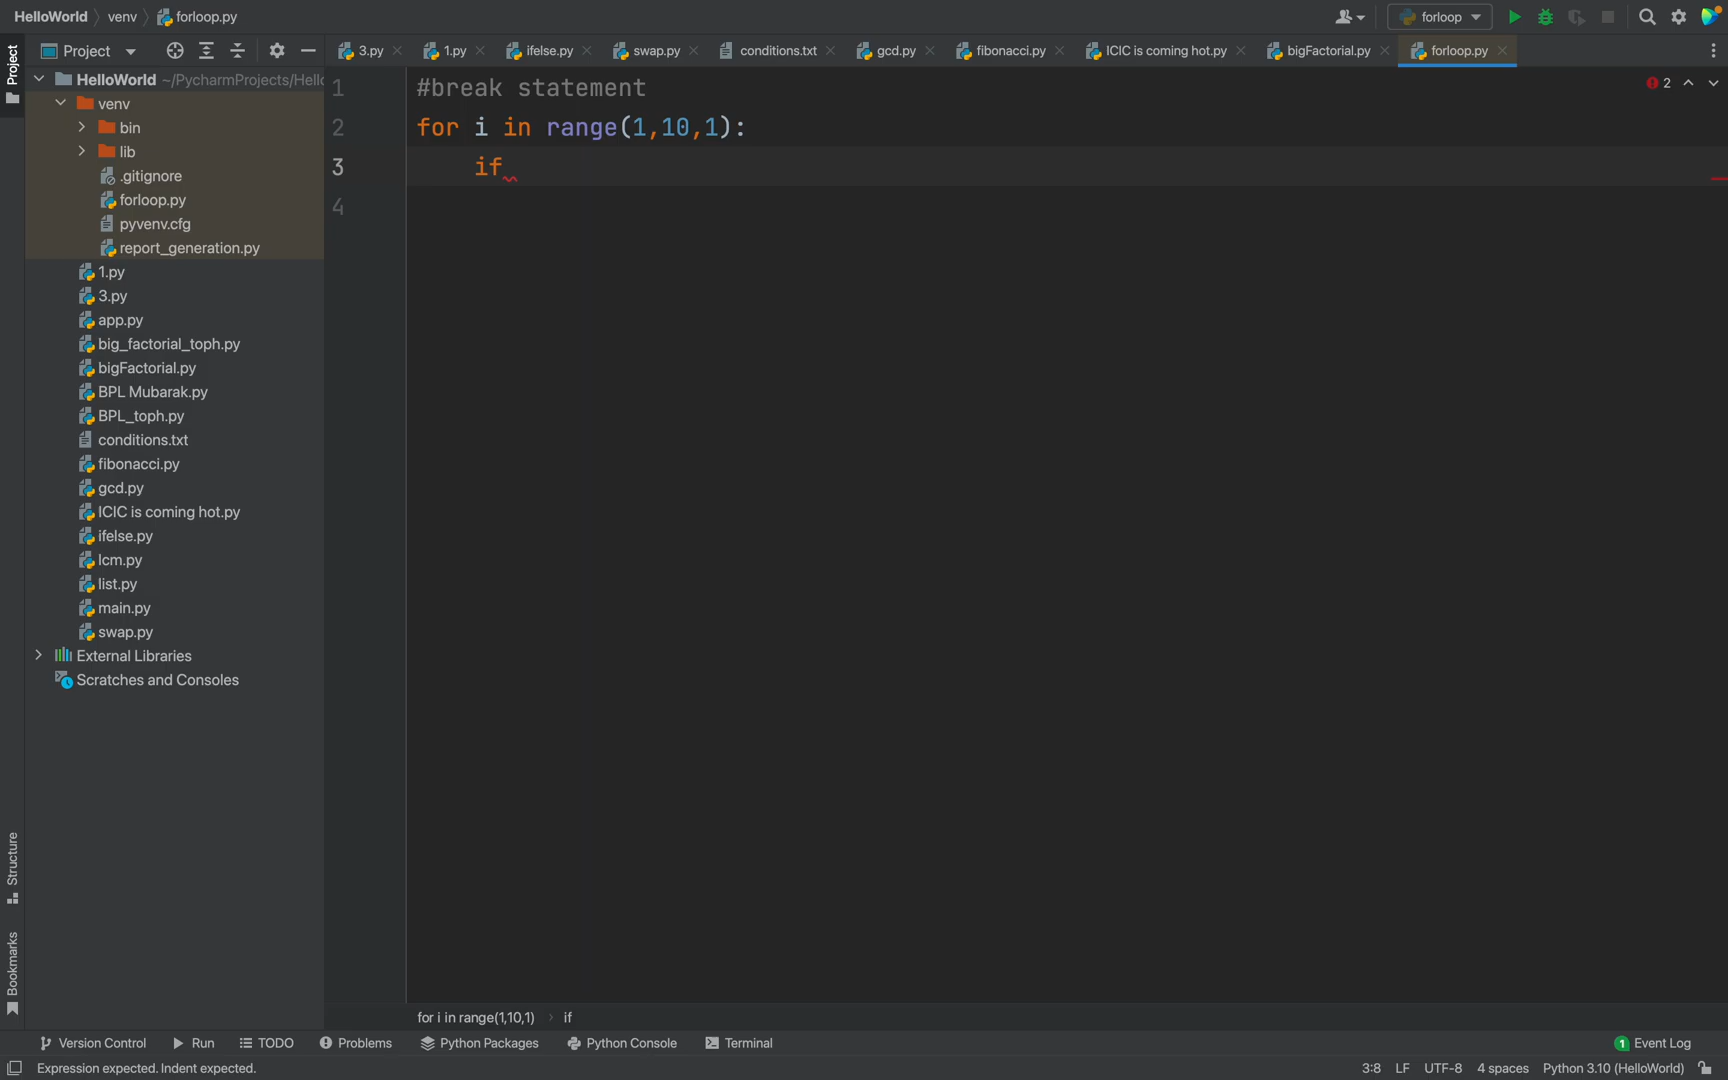 HelloWorld venv forloop.py forloop
Project 3.py 1.py ifelse.py swap.py conditions.txt gcd.py fibonacci.py ICIC is coming hot.py bigFactorial.py forloop.py
Project
HelloWorld ~/PycharmProjects/Hello
venv
bin
lib
.gitignore
forloop.py
pyvenv.cfg
report_generation.py
1.py
3.py
app.py
big_factorial_toph.py
bigFactorial.py
BPL Mubarak.py
BPL_toph.py
conditions.txt
fibonacci.py
gcd.py
ICIC is coming hot.py
ifelse.py
lcm.py
list.py
main.py
swap.py
External Libraries
Scratches and Consoles
Structure
Bookmarks
1 #break statement
2 for i in range(1,10,1):
3 if
4
2
for i in range(1,10,1) if
Version Control Run TODO Problems Python Packages Python Console Terminal 1 Event Log
Expression expected. Indent expected. 3:8 LF UTF-8 4 spaces Python 3.10 (HelloWorld)